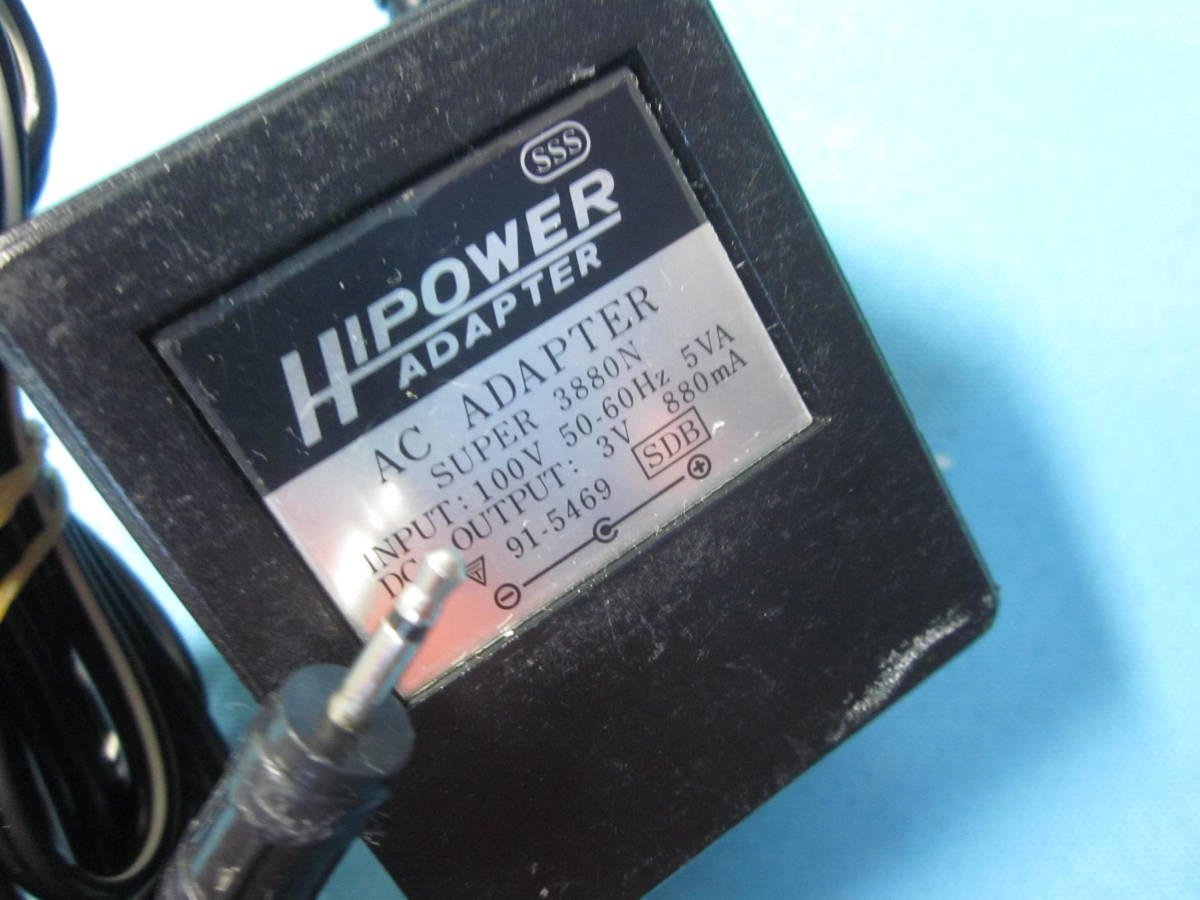 SSS
HIPOWER
ADAPTER
AC ADAPTER
SUPER 3880N
INPUT: 100V 50-60Hz 5VA
DC OUTPUT: 3V 880mA
T 91-5469 SDB